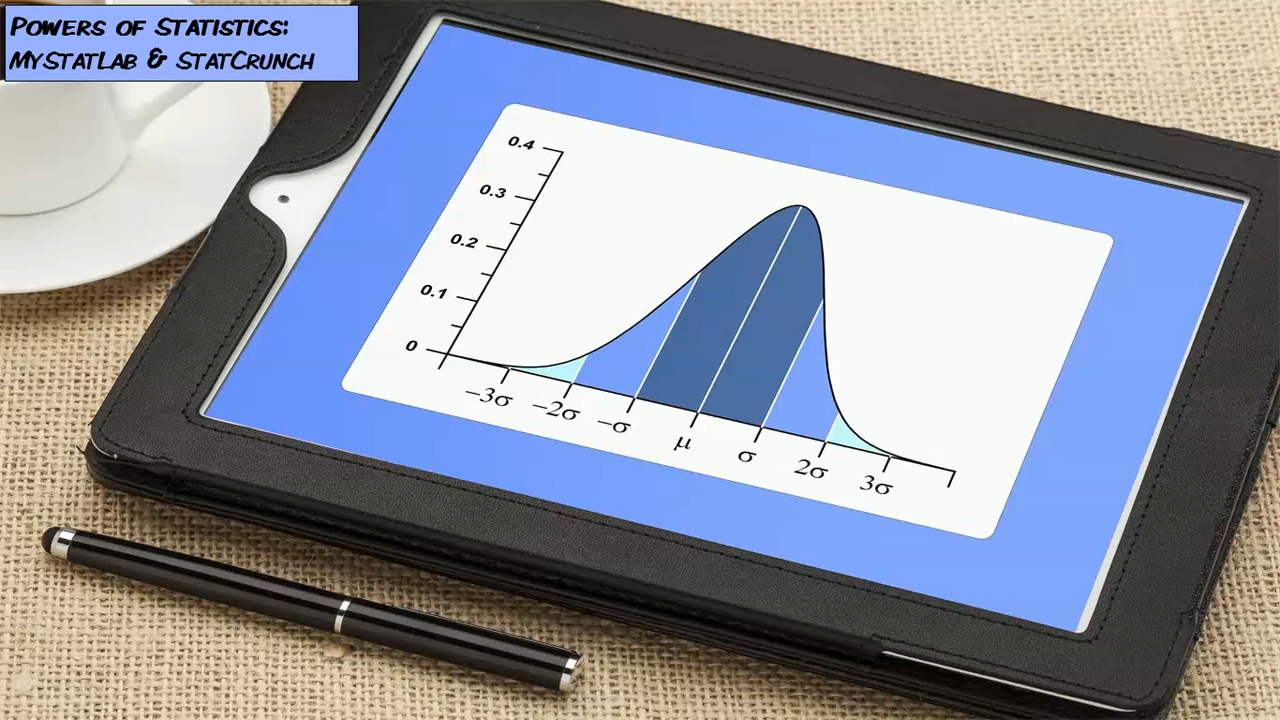 Powers of Statistics:
MyStatLab & StatCrunch
0.4
0.3
0.2
0.1
0
−3σ −2σ −σ μ σ 2σ 3σ